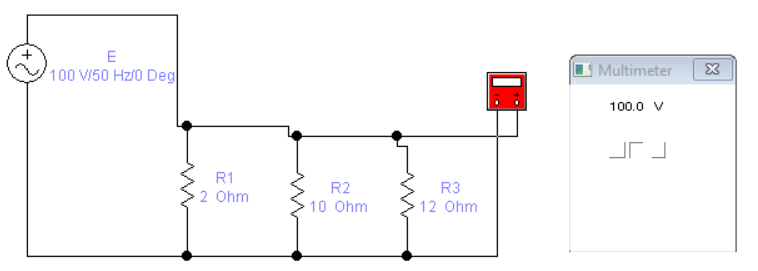 E
100 V/50 Hz/0 Deg
R1
2 Ohm
R2
10 Ohm
R3
12 Ohm
Multimeter
100.0 V